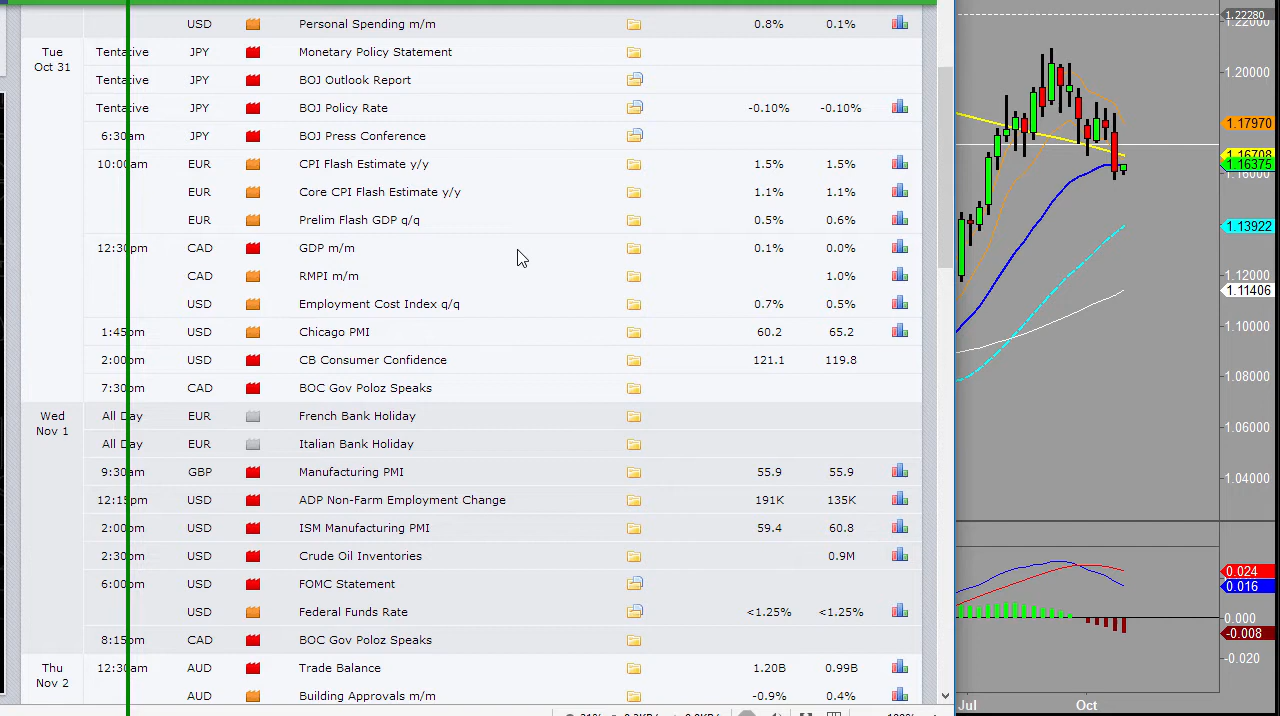 USD Personal Spending m/m 0.8% 0.1%
Tue Tentative JPY Monetary Policy Statement
Oct 31 Tentative JPY BOJ Outlook Report
Tentative JPY BOJ Policy Rate -0.10% -0.10%
6:30am JPY Press Conference
10:00am EUR CPI Flash Estimate y/y 1.5% 1.5%
EUR Core CPI Flash Estimate y/y 1.1% 1.1%
EUR Prelim Flash GDP q/q 0.5% 0.6%
12:30pm CAD GDP m/m 0.1% 0.0%
CAD RMPI m/m 1.0%
USD Employment Cost Index q/q 0.7% 0.5%
1:45pm USD Chicago PMI
2:00pm USD Consumer Confidence 121.1
7:30pm CAD BOC Gov Poloz Speaks
Wed All Day EUR French Bank Holiday
Nov 1
All Day EUR Italian Bank Holiday
9:30am GBP Manufacturing PMI 55.9 55.9
12:15pm USD ADP Non-Farm Employment Change 191K 135K
2:00pm USD ISM Manufacturing PMI 59.4
2:30pm USD Crude Oil Inventories 0.9M
6:00pm USD FOMC Statement
USD Federal Funds Rate <1.25% <1.25%
8:15pm CAD BOC Gov Poloz Speaks
Thu 12:30am AUD Trade Balance 1.20B 0.99B
Nov 2 AUD Building Approvals m/m -0.9% 0.4%
1.22280
1.20000
1.17970
1.16708
1.16375
1.16000
1.13922
1.12000
1.11406
1.10000
1.08000
1.06000
1.04000
0.024
0.016
0.000
-0.008
-0.020
Jul Oct